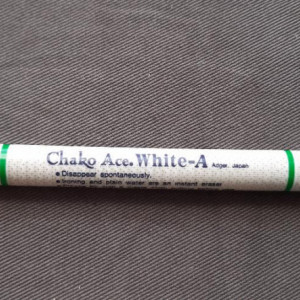 Chako Ace. White-A Adger. Japan
• Disappear spontaneously.
• Ironing and plain water are an instant eraser